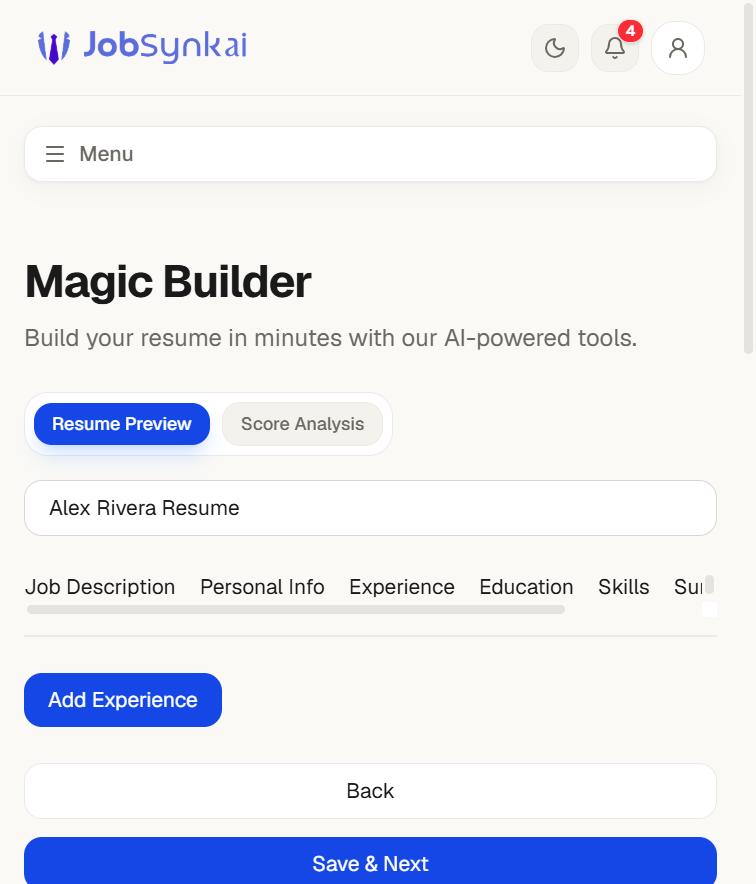 JobSynkai
4
Menu
Magic Builder
Build your resume in minutes with our AI-powered tools.
Resume Preview Score Analysis
Alex Rivera Resume
Job Description Personal Info Experience Education Skills
Add Experience
Back
Save & Next